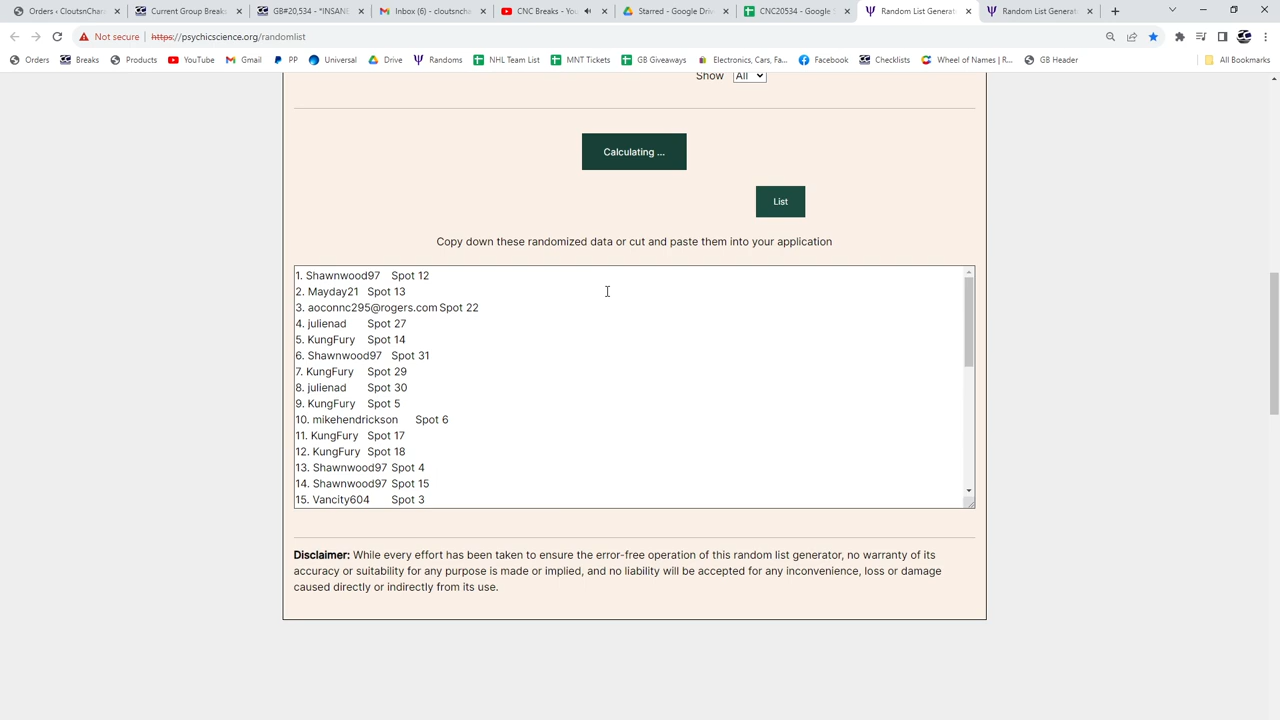 Orders ‹ CloutsnChar
Current Group Breaks
GB#20,534 - *INSANE
Inbox (6) - cloutsncha
CNC Breaks - You
Starred - Google Driv
CNC20534 - Google S
Random List Generato
Random List Generato
Not secure https://psychicscience.org/randomlist
Orders Breaks Products YouTube Gmail PP Universal Drive Randoms NHL Team List MNT Tickets GB Giveaways Electronics, Cars, Fa... Facebook Checklists Wheel of Names | R... GB Header All Bookmarks
Show All
Calculating ...
List
Copy down these randomized data or cut and paste them into your application
1. Shawnwood97 Spot 12
2. Mayday21 Spot 13
3. aoconnc295@rogers.com Spot 22
4. julienad Spot 27
5. KungFury Spot 14
6. Shawnwood97 Spot 31
7. KungFury Spot 29
8. julienad Spot 30
9. KungFury Spot 5
10. mikehendrickson Spot 6
11. KungFury Spot 17
12. KungFury Spot 18
13. Shawnwood97 Spot 4
14. Shawnwood97 Spot 15
15. Vancity604 Spot 3
Disclaimer: While every effort has been taken to ensure the error-free operation of this random list generator, no warranty of its
accuracy or suitability for any purpose is made or implied, and no liability will be accepted for any inconvenience, loss or damage
caused directly or indirectly from its use.